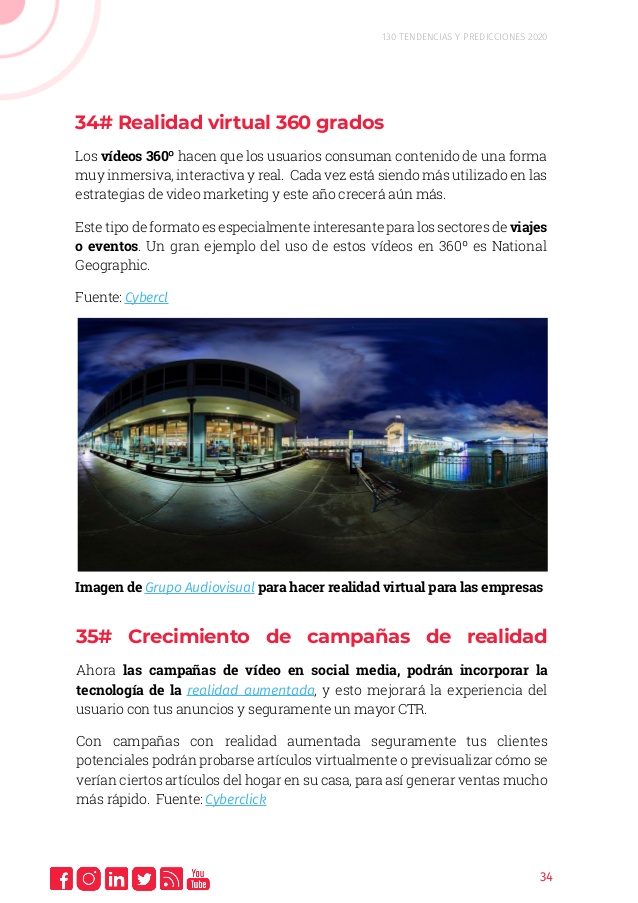 130 TENDENCIAS Y PREDICCIONES 2020
34# Realidad virtual 360 grados
Los vídeos 360º hacen que los usuarios consuman contenido de una forma
muy inmersiva, interactiva y real. Cada vez está siendo más utilizado en las
estrategias de video marketing y este año crecerá aún más.
Este tipo de formato es especialmente interesante para los sectores de viajes
o eventos. Un gran ejemplo del uso de estos vídeos en 360º es National
Geographic.
Fuente: Cybercl
Imagen de Grupo Audiovisual para hacer realidad virtual para las empresas
35# Crecimiento de campañas de realidad
Ahora las campañas de vídeo en social media, podrán incorporar la
tecnología de la realidad aumentada, y esto mejorará la experiencia del
usuario con tus anuncios y seguramente un mayor CTR.
Con campañas con realidad aumentada seguramente tus clientes
potenciales podrán probarse artículos virtualmente o previsualizar cómo se
verían ciertos artículos del hogar en su casa, para así generar ventas mucho
más rápido. Fuente: Cyberclick
You
Tube
34